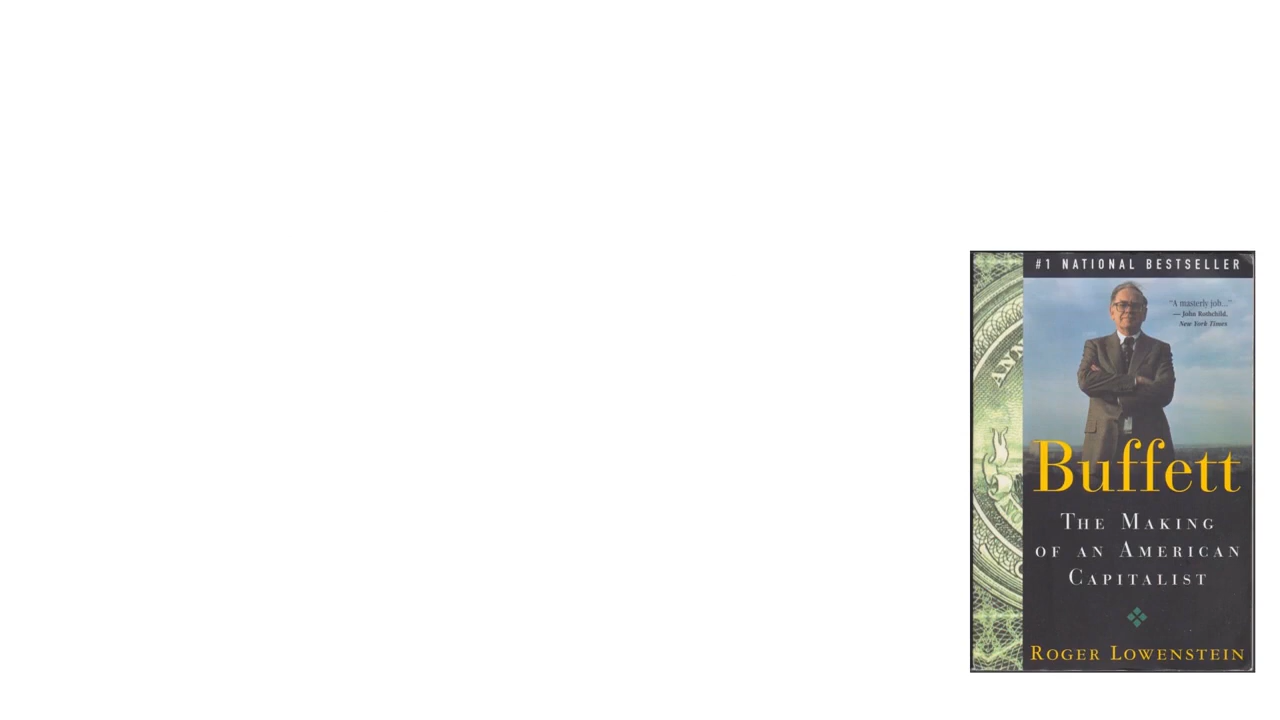 #1 NATIONAL BESTSELLER
"A masterly job..."
— John Rothchild,
New York Times
ANN
Buffett
THE MAKING
OF AN AMERICAN
CAPITALIST
ROGER LOWENSTEIN